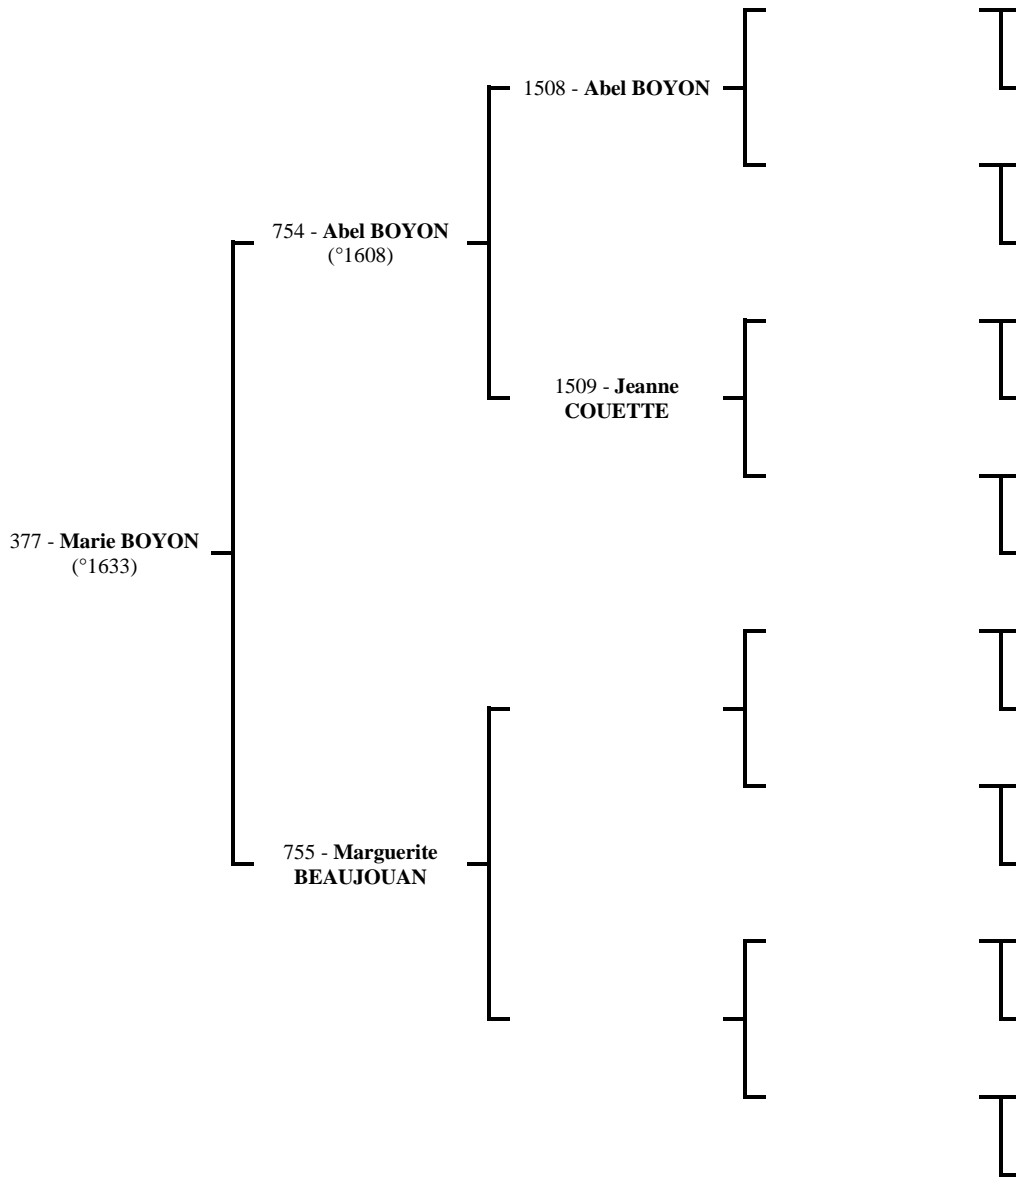 1508 - Abel BOYON
754 - Abel BOYON
(°1608)
1509 - Jeanne
COUETTE
377 - Marie BOYON
(°1633)
755 - Marguerite
BEAUJOUAN